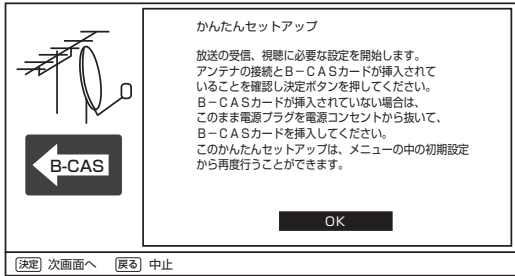 かんたんセットアップ
放送の受信、視聴に必要な設定を開始します。
アンテナの接続とB－CASカードが挿入されて
いることを確認し決定ボタンを押してください。
B－CASカードが挿入されていない場合は、
このまま電源プラグを電源コンセントから抜いて、
B－CASカードを挿入してください。
このかんたんセットアップは、メニューの中の初期設定
から再度行うことができます。
B-CAS
OK
決定 次画面へ 戻る 中止